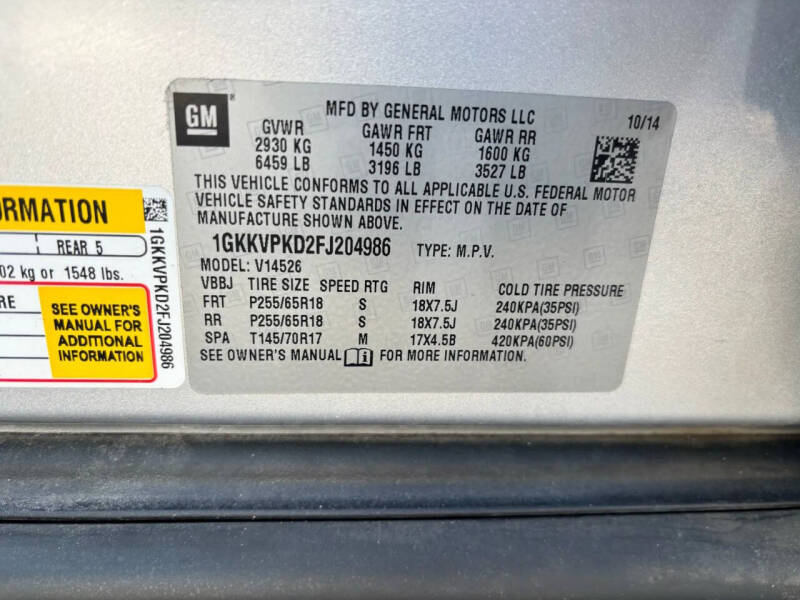 GM
MFD BY GENERAL MOTORS LLC
10/14
GVWR GAWR FRT GAWR RR
2930 KG 1450 KG 1600 KG
6459 LB 3196 LB 3527 LB
THIS VEHICLE CONFORMS TO ALL APPLICABLE U.S. FEDERAL MOTOR
VEHICLE SAFETY STANDARDS IN EFFECT ON THE DATE OF
MANUFACTURE SHOWN ABOVE.
1GKKVPKD2FJ204986 TYPE: M.P.V.
MODEL: V14526
VBBJ TIRE SIZE SPEED RTG RIM COLD TIRE PRESSURE
FRT P255/65R18 S 18X7.5J 240KPA(35PSI)
RR P255/65R18 S 18X7.5J 240KPA(35PSI)
SPA T145/70R17 M 17X4.5B 420KPA(60PSI)
SEE OWNER'S MANUAL FOR MORE INFORMATION.
ORMATION
REAR 5
02 kg or 1548 lbs.
RE
SEE OWNER'S
MANUAL FOR
ADDITIONAL
INFORMATION
1GKKVPKD2FJ204986